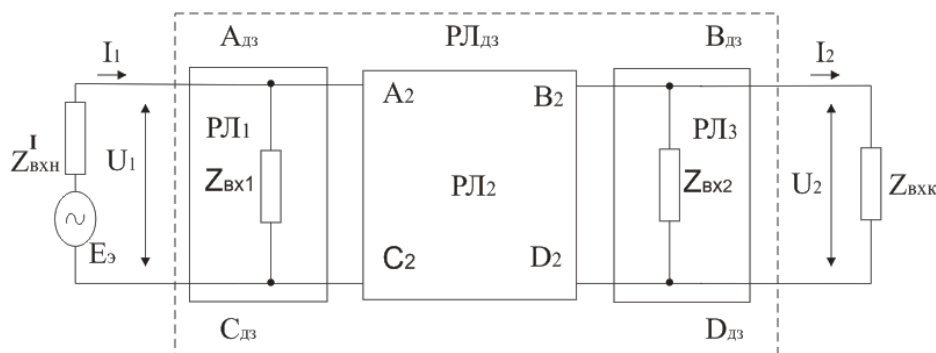 Aдз РЛдз Bдз
I1 I2
A2 B2
РЛ1 РЛ3
ZвхнI U1 Zвх1 РЛ2 Zвх2 U2 Zвхк
Eэ C2 D2
Cдз Dдз